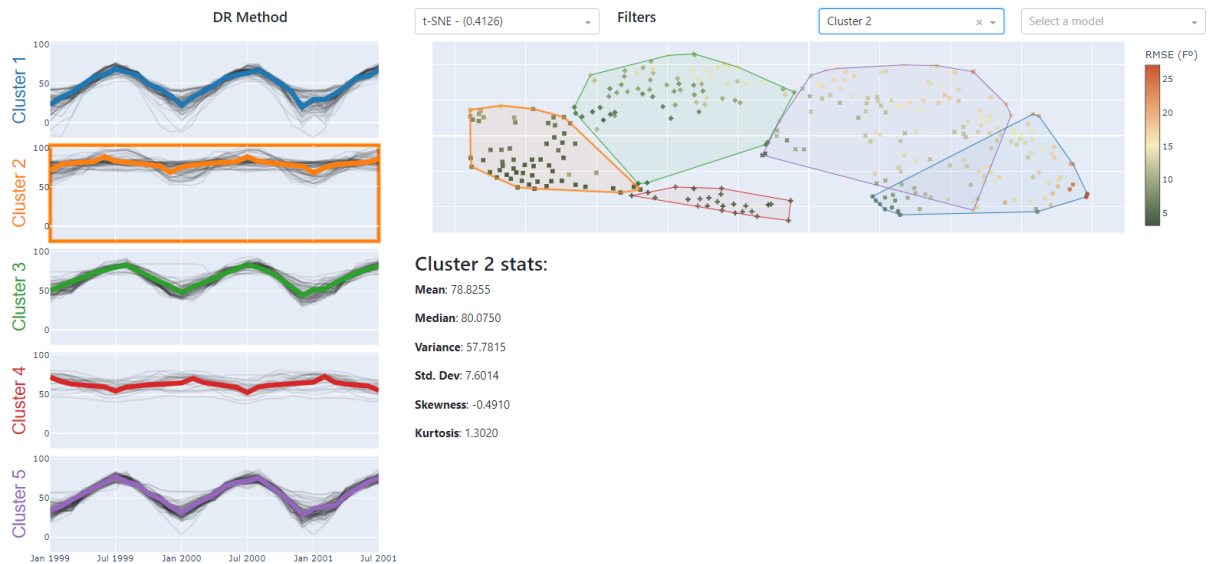 DR Method
t-SNE - (0.4126)
Filters
Cluster 2
Select a model
Cluster 1
100
50
0
Cluster 2
100
50
0
Cluster 3
100
50
0
Cluster 4
100
50
0
Cluster 5
100
50
0
Jan 1999
Jul 1999
Jan 2000
Jul 2000
Jan 2001
Jul 2001
RMSE (Fº)
25
20
15
10
5
Cluster 2 stats:
Mean: 78.8255
Median: 80.0750
Variance: 57.7815
Std. Dev: 7.6014
Skewness: -0.4910
Kurtosis: 1.3020